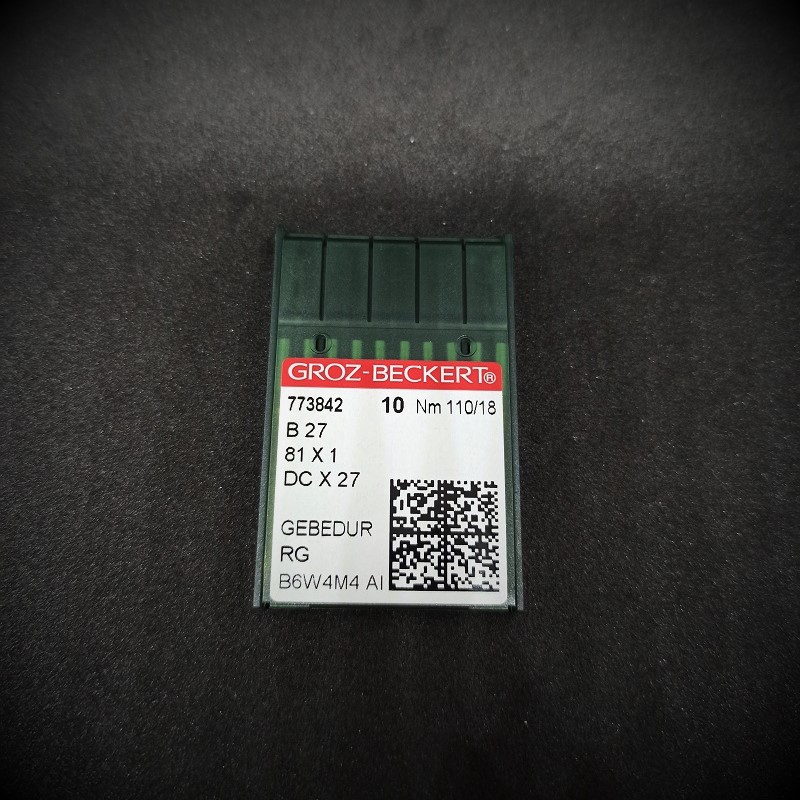 GROZ-BECKERT®
773842 10 Nm 110/18
B 27
81 X 1
DC X 27
GEBEDUR
RG
B6W4M4 AI